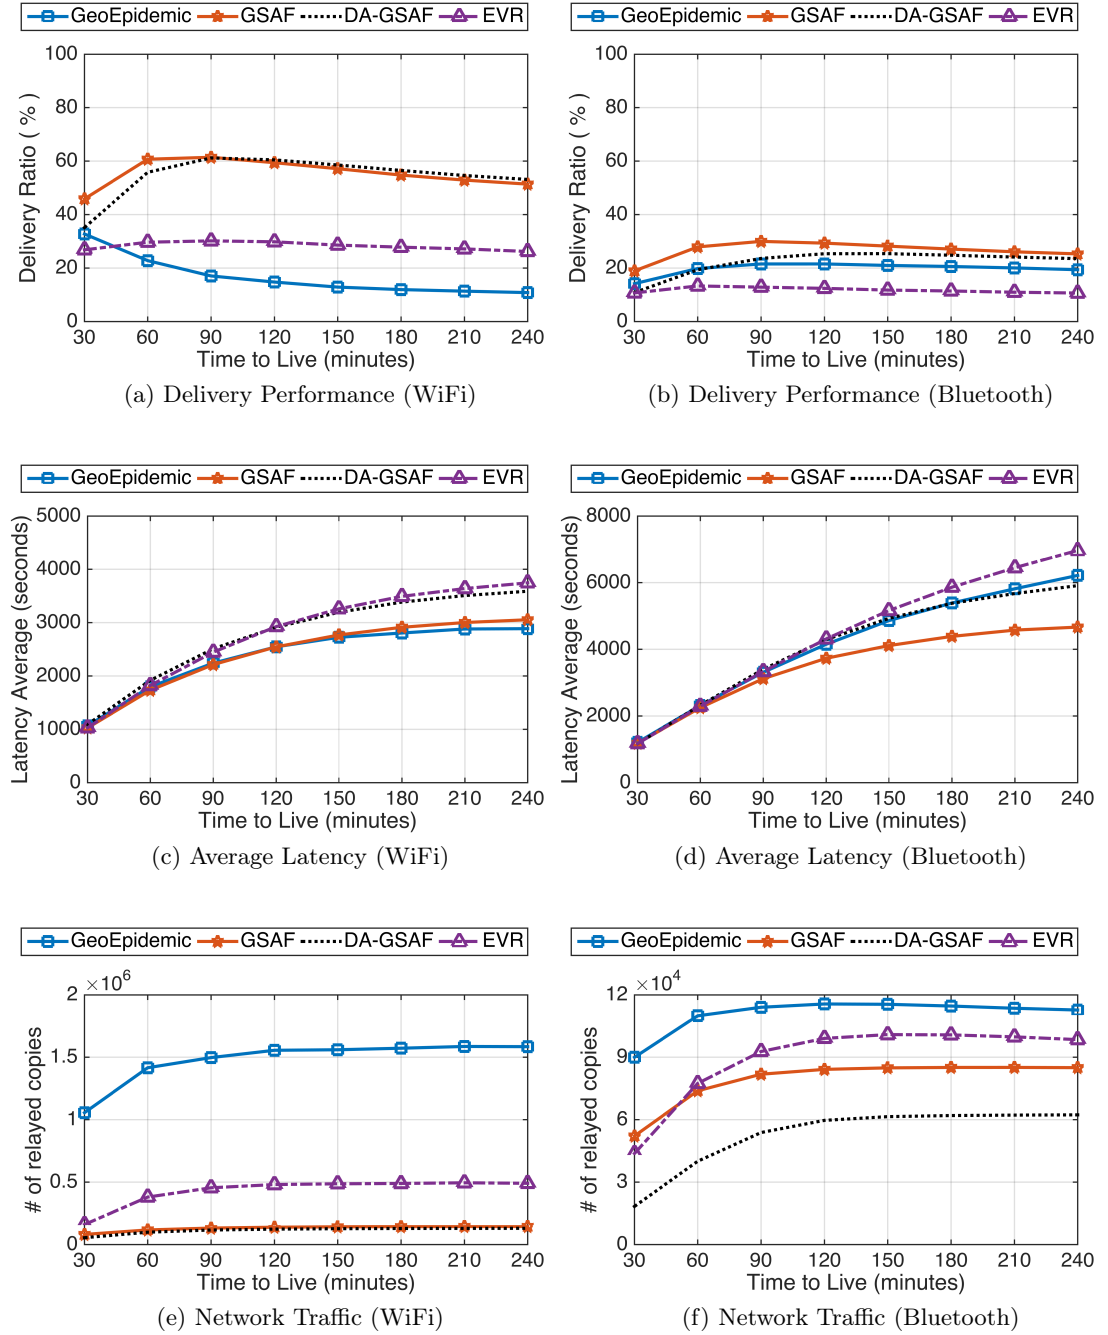 GeoEpidemic GSAF DA-GSAF EVR
100
80
60
40
20
0
Delivery Ratio ( % )
30 60 90 120 150 180 210 240
Time to Live (minutes)
(a) Delivery Performance (WiFi)
GeoEpidemic GSAF DA-GSAF EVR
100
80
60
40
20
0
Delivery Ratio ( % )
30 60 90 120 150 180 210 240
Time to Live (minutes)
(b) Delivery Performance (Bluetooth)
GeoEpidemic GSAF DA-GSAF EVR
5000
4000
3000
2000
1000
0
Latency Average (seconds)
30 60 90 120 150 180 210 240
Time to Live (minutes)
(c) Average Latency (WiFi)
GeoEpidemic GSAF DA-GSAF EVR
8000
6000
4000
2000
0
Latency Average (seconds)
30 60 90 120 150 180 210 240
Time to Live (minutes)
(d) Average Latency (Bluetooth)
GeoEpidemic GSAF DA-GSAF EVR
×10⁶
2
1.5
1
0.5
0
# of relayed copies
30 60 90 120 150 180 210 240
Time to Live (minutes)
(e) Network Traffic (WiFi)
GeoEpidemic GSAF DA-GSAF EVR
×10⁴
12
9
6
3
0
# of relayed copies
30 60 90 120 150 180 210 240
Time to Live (minutes)
(f) Network Traffic (Bluetooth)